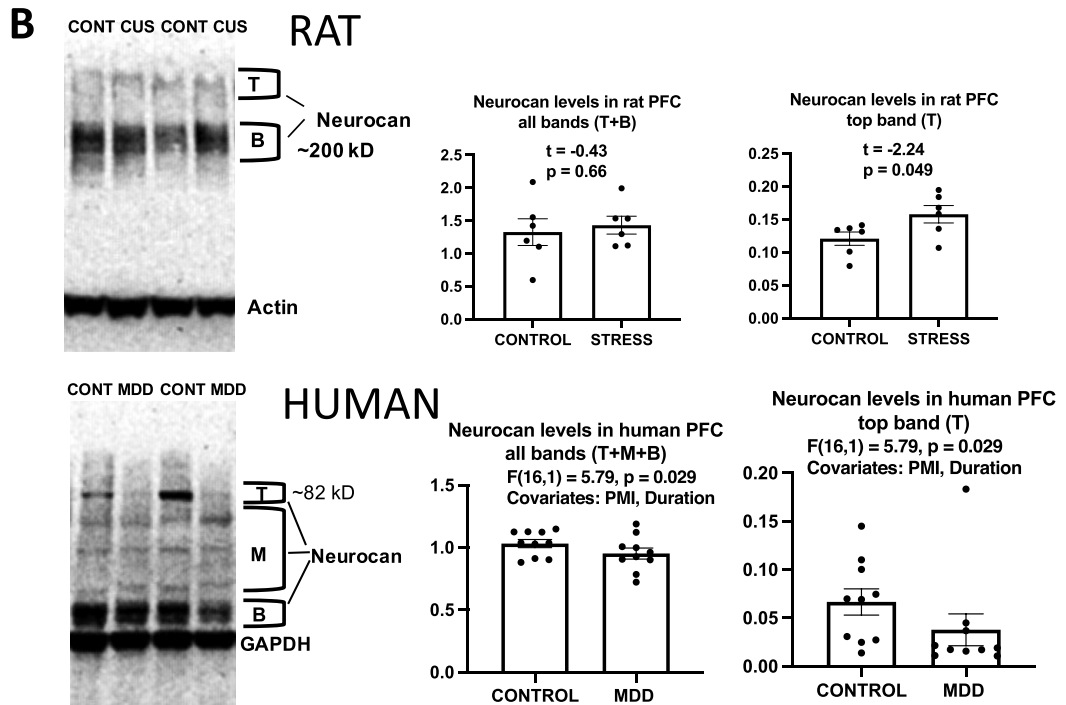 B
CONT CUS CONT CUS
RAT
T
B
Neurocan
~200 kD
Actin
Neurocan levels in rat PFC
all bands (T+B)
t = -0.43
p = 0.66
2.5
2.0
1.5
1.0
0.5
0.0
CONTROL STRESS
Neurocan levels in rat PFC
top band (T)
t = -2.24
p = 0.049
0.25
0.20
0.15
0.10
0.05
0.00
CONTROL STRESS
CONT MDD CONT MDD
HUMAN
T
~82 kD
M
Neurocan
B
GAPDH
Neurocan levels in human PFC
all bands (T+M+B)
F(16,1) = 5.79, p = 0.029
Covariates: PMI, Duration
1.5
1.0
0.5
0.0
CONTROL MDD
Neurocan levels in human PFC
top band (T)
F(16,1) = 5.79, p = 0.029
Covariates: PMI, Duration
0.20
0.15
0.10
0.05
0.00
CONTROL MDD